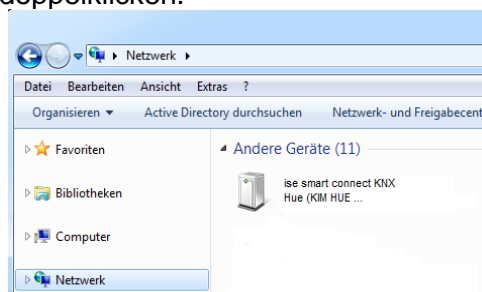 doppelklicken.
Netzwerk
Datei Bearbeiten Ansicht Extras ?
Organisieren Active Directory durchsuchen Netzwerk- und Freigabecent
Favoriten
Andere Geräte (11)
Bibliotheken
ise smart connect KNX
Hue (KIM HUE ...
Computer
Netzwerk